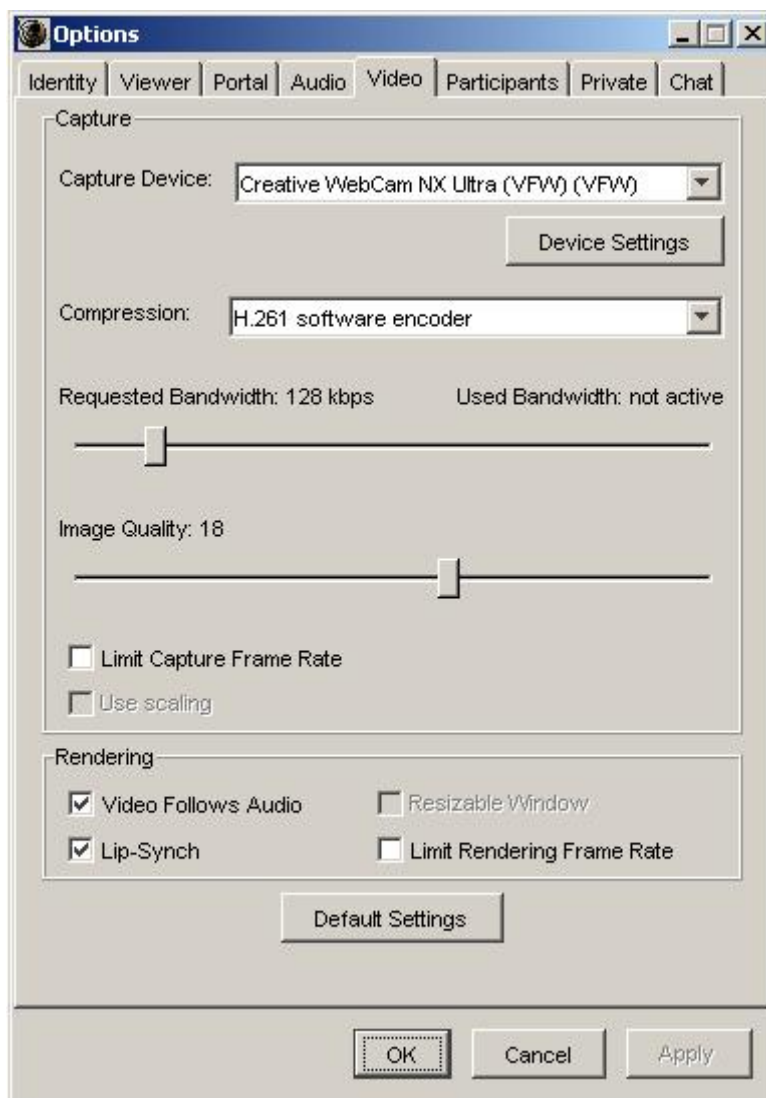 Options
Identity Viewer Portal Audio Video Participants Private Chat
Capture
Capture Device: Creative WebCam NX Ultra (VFW) (VFW)
Device Settings
Compression: H.261 software encoder
Requested Bandwidth: 128 kbps Used Bandwidth: not active
Image Quality: 18
Limit Capture Frame Rate
Use scaling
Rendering
Video Follows Audio Resizable Window
Lip-Synch Limit Rendering Frame Rate
Default Settings
OK Cancel Apply